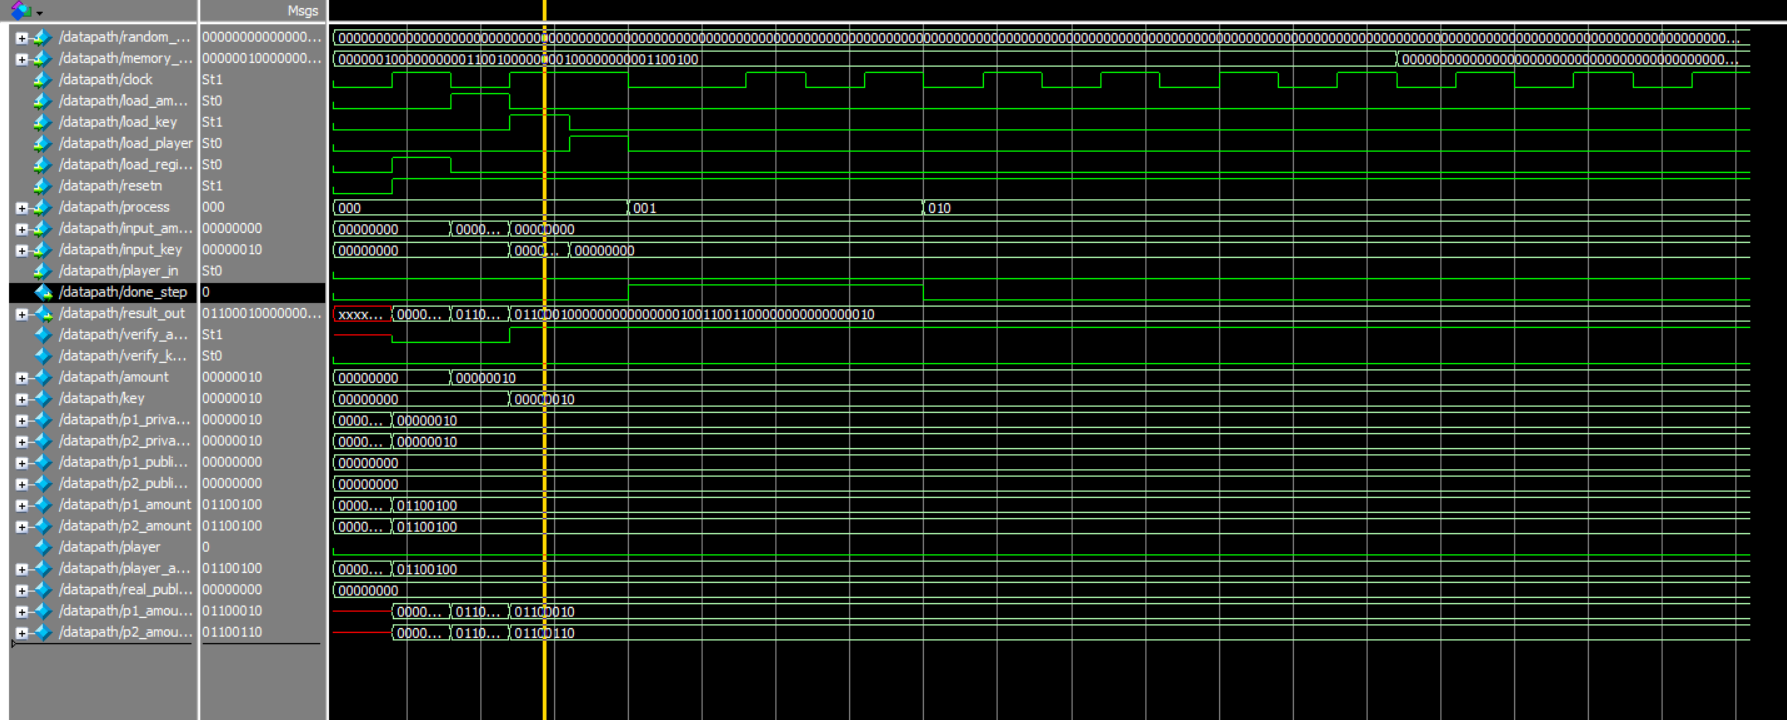 Msgs
/datapath/random_... 00000000000000...
/datapath/memory_... 00000010000000... 000000100000000001100100000000100000000001100100
/datapath/clock St1
/datapath/load_am... St0
/datapath/load_key St1
/datapath/load_player St0
/datapath/load_regi... St0
/datapath/resetn St1
/datapath/process 000 000 001 010
/datapath/input_am... 00000000 00000000 0000... 00000000
/datapath/input_key 00000010 00000000 0000... 00000000
/datapath/player_in St0
/datapath/done_step 0
/datapath/result_out 01100010000000... xxxx... 0000... 0110... 011000100000000000000010011001100000000000000010
/datapath/verify_a... St1
/datapath/verify_k... St0
/datapath/amount 00000010 00000000 00000010
/datapath/key 00000010 00000000 00000010
/datapath/p1_priva... 00000010 0000... 00000010
/datapath/p2_priva... 00000010 0000... 00000010
/datapath/p1_publi... 00000000 00000000
/datapath/p2_publi... 00000000 00000000
/datapath/p1_amount 01100100 0000... 01100100
/datapath/p2_amount 01100100 0000... 01100100
/datapath/player 0
/datapath/player_a... 01100100 0000... 01100100
/datapath/real_publ... 00000000 00000000
/datapath/p1_amou... 01100010 0000... 0110... 01100010
/datapath/p2_amou... 01100110 0000... 0110... 01100110